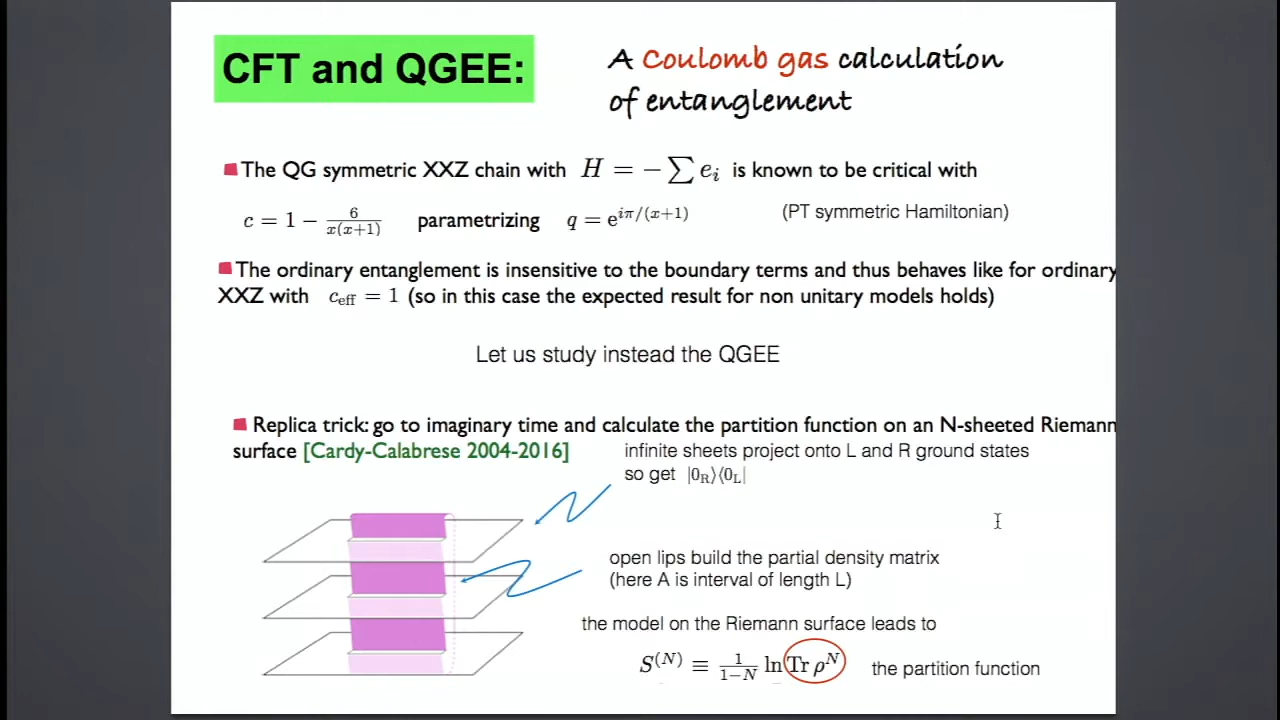 CFT and QGEE:
A Coulomb gas calculation
of entanglement
The QG symmetric XXZ chain with H = − ∑ e_i is known to be critical with
c = 1 − 6/x(x+1) parametrizing q = e^{iπ/(x+1)} (PT symmetric Hamiltonian)
The ordinary entanglement is insensitive to the boundary terms and thus behaves like for ordinary
XXZ with c_eff = 1 (so in this case the expected result for non unitary models holds)
Let us study instead the QGEE
Replica trick: go to imaginary time and calculate the partition function on an N-sheeted Riemann
surface [Cardy-Calabrese 2004-2016]
infinite sheets project onto L and R ground states
so get |0_R⟩⟨0_L|
open lips build the partial density matrix
(here A is interval of length L)
the model on the Riemann surface leads to
S^{(N)} ≡ 1/1−N ln Tr ρ^N the partition function